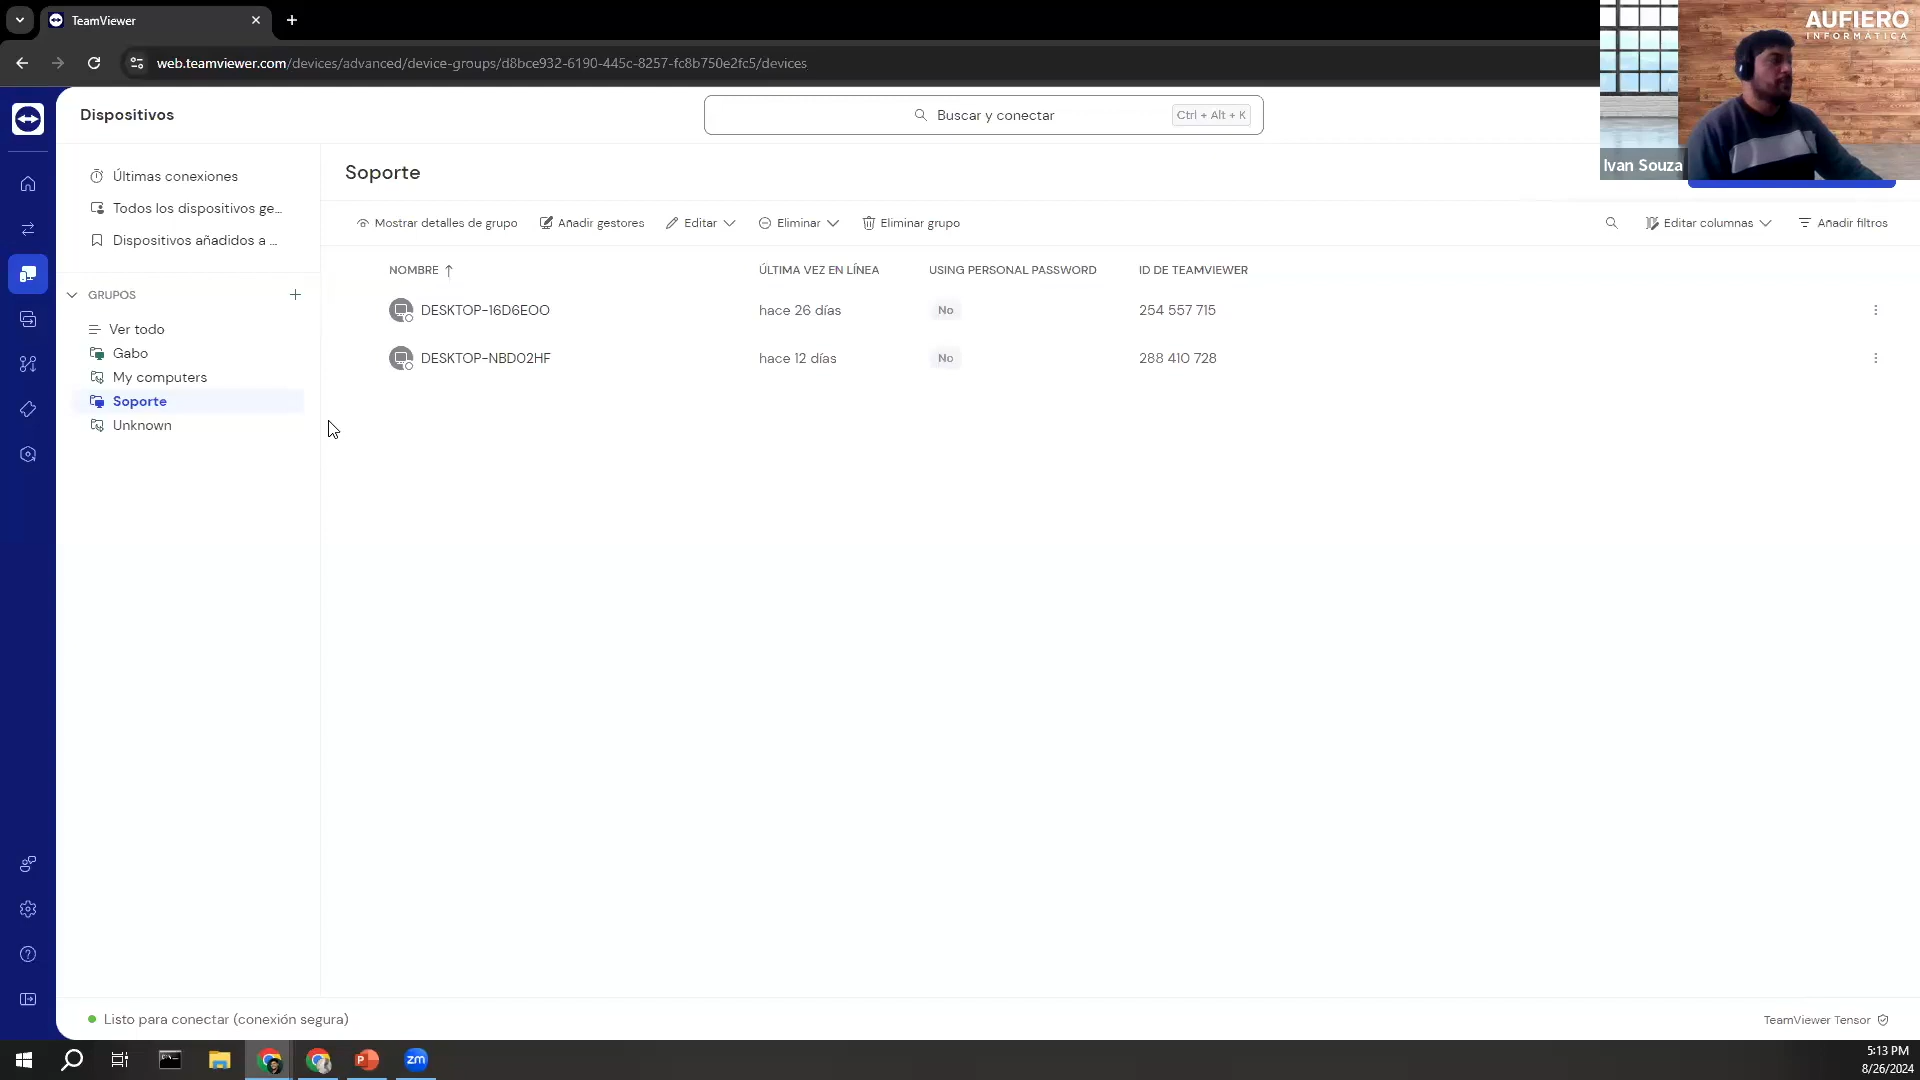 TeamViewer
web.teamviewer.com/devices/advanced/device-groups/d8bce932-6190-445c-8257-fc8b750e2fc5/devices
AUFIERO
INFORMÁTICA
Ivan Souza
Dispositivos
Buscar y conectar
Ctrl + Alt + K
Últimas conexiones
Todos los dispositivos ge...
Dispositivos añadidos a ...
GRUPOS
Ver todo
Gabo
My computers
Soporte
Unknown
Soporte
Mostrar detalles de grupo
Añadir gestores
Editar
Eliminar
Eliminar grupo
Editar columnas
Añadir filtros
NOMBRE ÚLTIMA VEZ EN LÍNEA USING PERSONAL PASSWORD ID DE TEAMVIEWER
DESKTOP-16D6EOO hace 26 días No 254 557 715
DESKTOP-NBD02HF hace 12 días No 288 410 728
Listo para conectar (conexión segura)
TeamViewer Tensor
zm
5:13 PM
8/26/2024